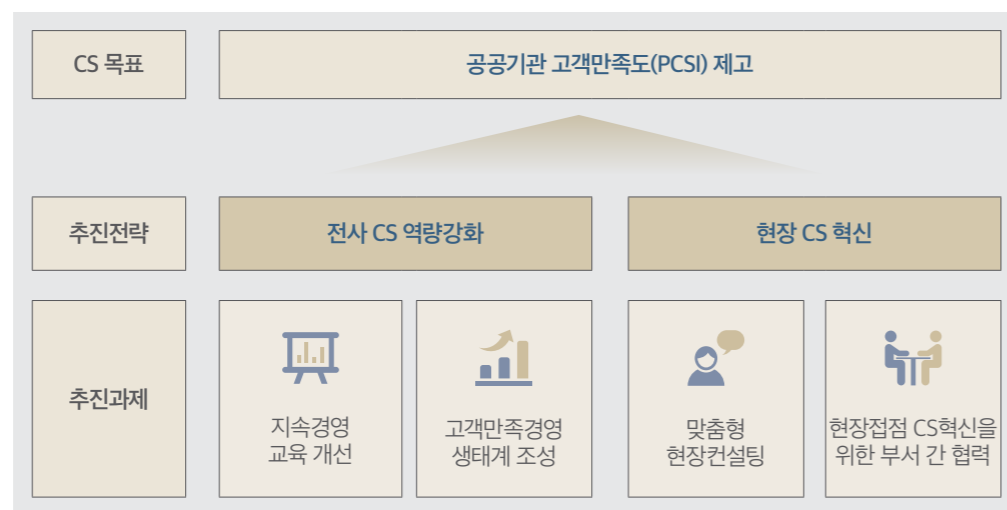 CS 목표
공공기관 고객만족도(PCSI) 제고
추진전략
전사 CS 역량강화
현장 CS 혁신
추진과제
지속경영
교육 개선
고객만족경영
생태계 조성
맞춤형
현장컨설팅
현장접점 CS혁신을
위한 부서 간 협력